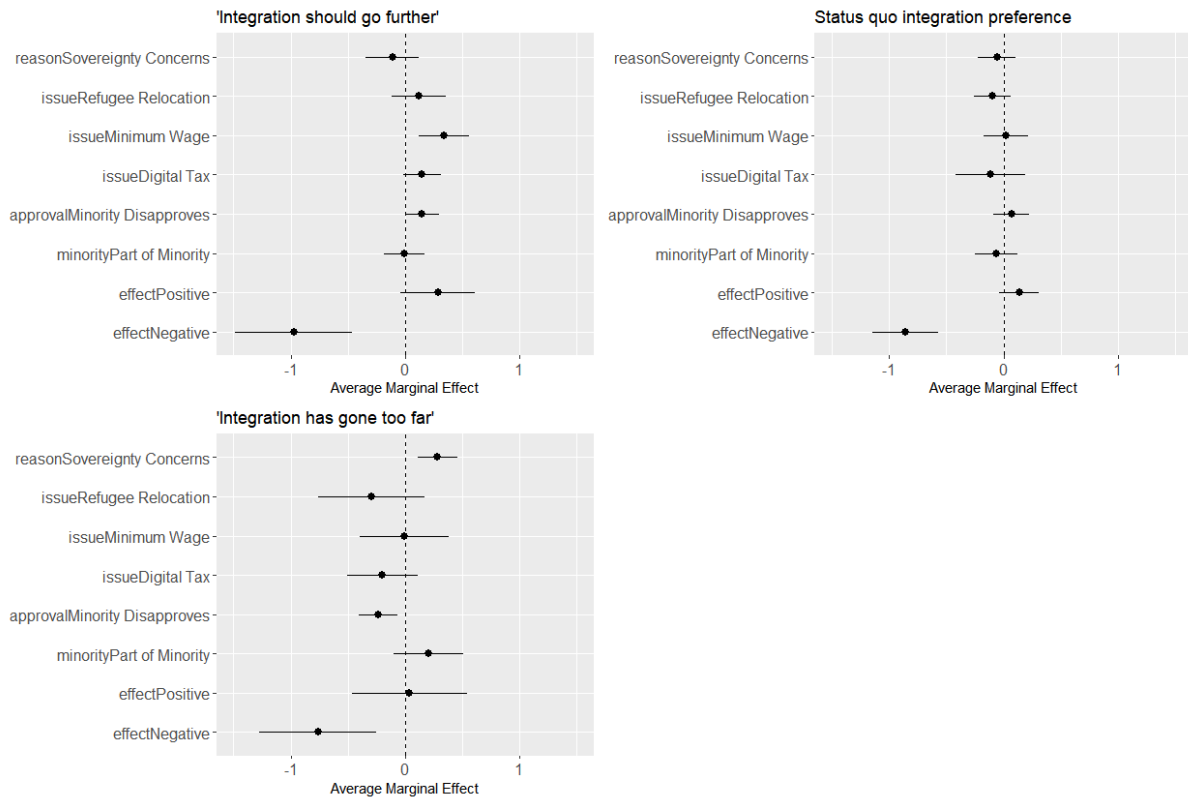 'Integration should go further'
reasonSovereignty Concerns
issueRefugee Relocation
issueMinimum Wage
issueDigital Tax
approvalMinority Disapproves
minorityPart of Minority
effectPositive
effectNegative
-1 0 1
Average Marginal Effect
Status quo integration preference
reasonSovereignty Concerns
issueRefugee Relocation
issueMinimum Wage
issueDigital Tax
approvalMinority Disapproves
minorityPart of Minority
effectPositive
effectNegative
-1 0 1
Average Marginal Effect
'Integration has gone too far'
reasonSovereignty Concerns
issueRefugee Relocation
issueMinimum Wage
issueDigital Tax
approvalMinority Disapproves
minorityPart of Minority
effectPositive
effectNegative
-1 0 1
Average Marginal Effect